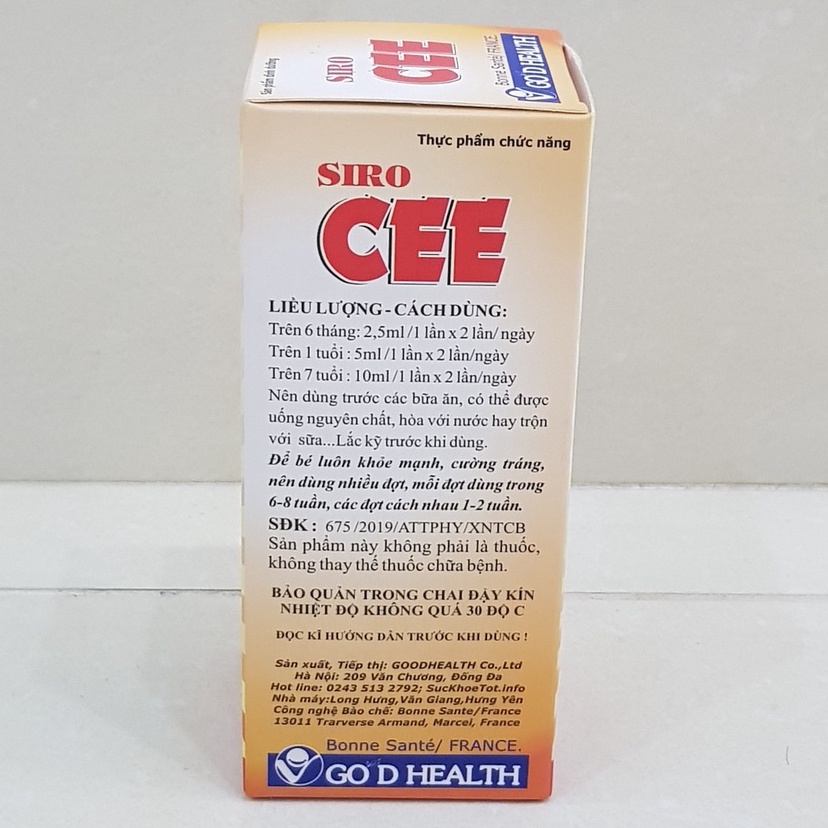 Sản phẩm dinh dưỡng
SIRO
CEE
Bonne Santé/ FRANCE.
GO D HEALTH
Thực phẩm chức năng
SIRO
CEE
LIỀU LƯỢNG - CÁCH DÙNG:
Trên 6 tháng: 2,5ml /1 lần x 2 lần/ ngày
Trên 1 tuổi : 5ml /1 lần x 2 lần/ngày
Trên 7 tuổi : 10ml /1 lần x 2 lần/ngày
Nên dùng trước các bữa ăn, có thể được
uống nguyên chất, hòa với nước hay trộn
với sữa...Lắc kỹ trước khi dùng.
Để bé luôn khỏe mạnh, cường tráng,
nên dùng nhiều đợt, mỗi đợt dùng trong
6-8 tuần, các đợt cách nhau 1-2 tuần.
SĐK : 675 /2019/ATTPHY/XNTCB
Sản phẩm này không phải là thuốc,
không thay thế thuốc chữa bệnh.
BẢO QUẢN TRONG CHAI ĐẬY KÍN
NHIỆT ĐỘ KHÔNG QUÁ 30 ĐỘ C
ĐỌC KĨ HƯỚNG DẪN TRƯỚC KHI DÙNG !
Sản xuất, Tiếp thị: GOODHEALTH Co.,Ltd
Hà Nội: 209 Văn Chương, Đống Đa
Hot line: 0243 513 2792; SucKhoeTot.info
Nhà máy:Long Hưng,Văn Giang,Hưng Yên
Công nghệ Bào chế: Bonne Sante/France
13011 Trarverse Armand, Marcel, France
Bonne Santé/ FRANCE.
GO D HEALTH